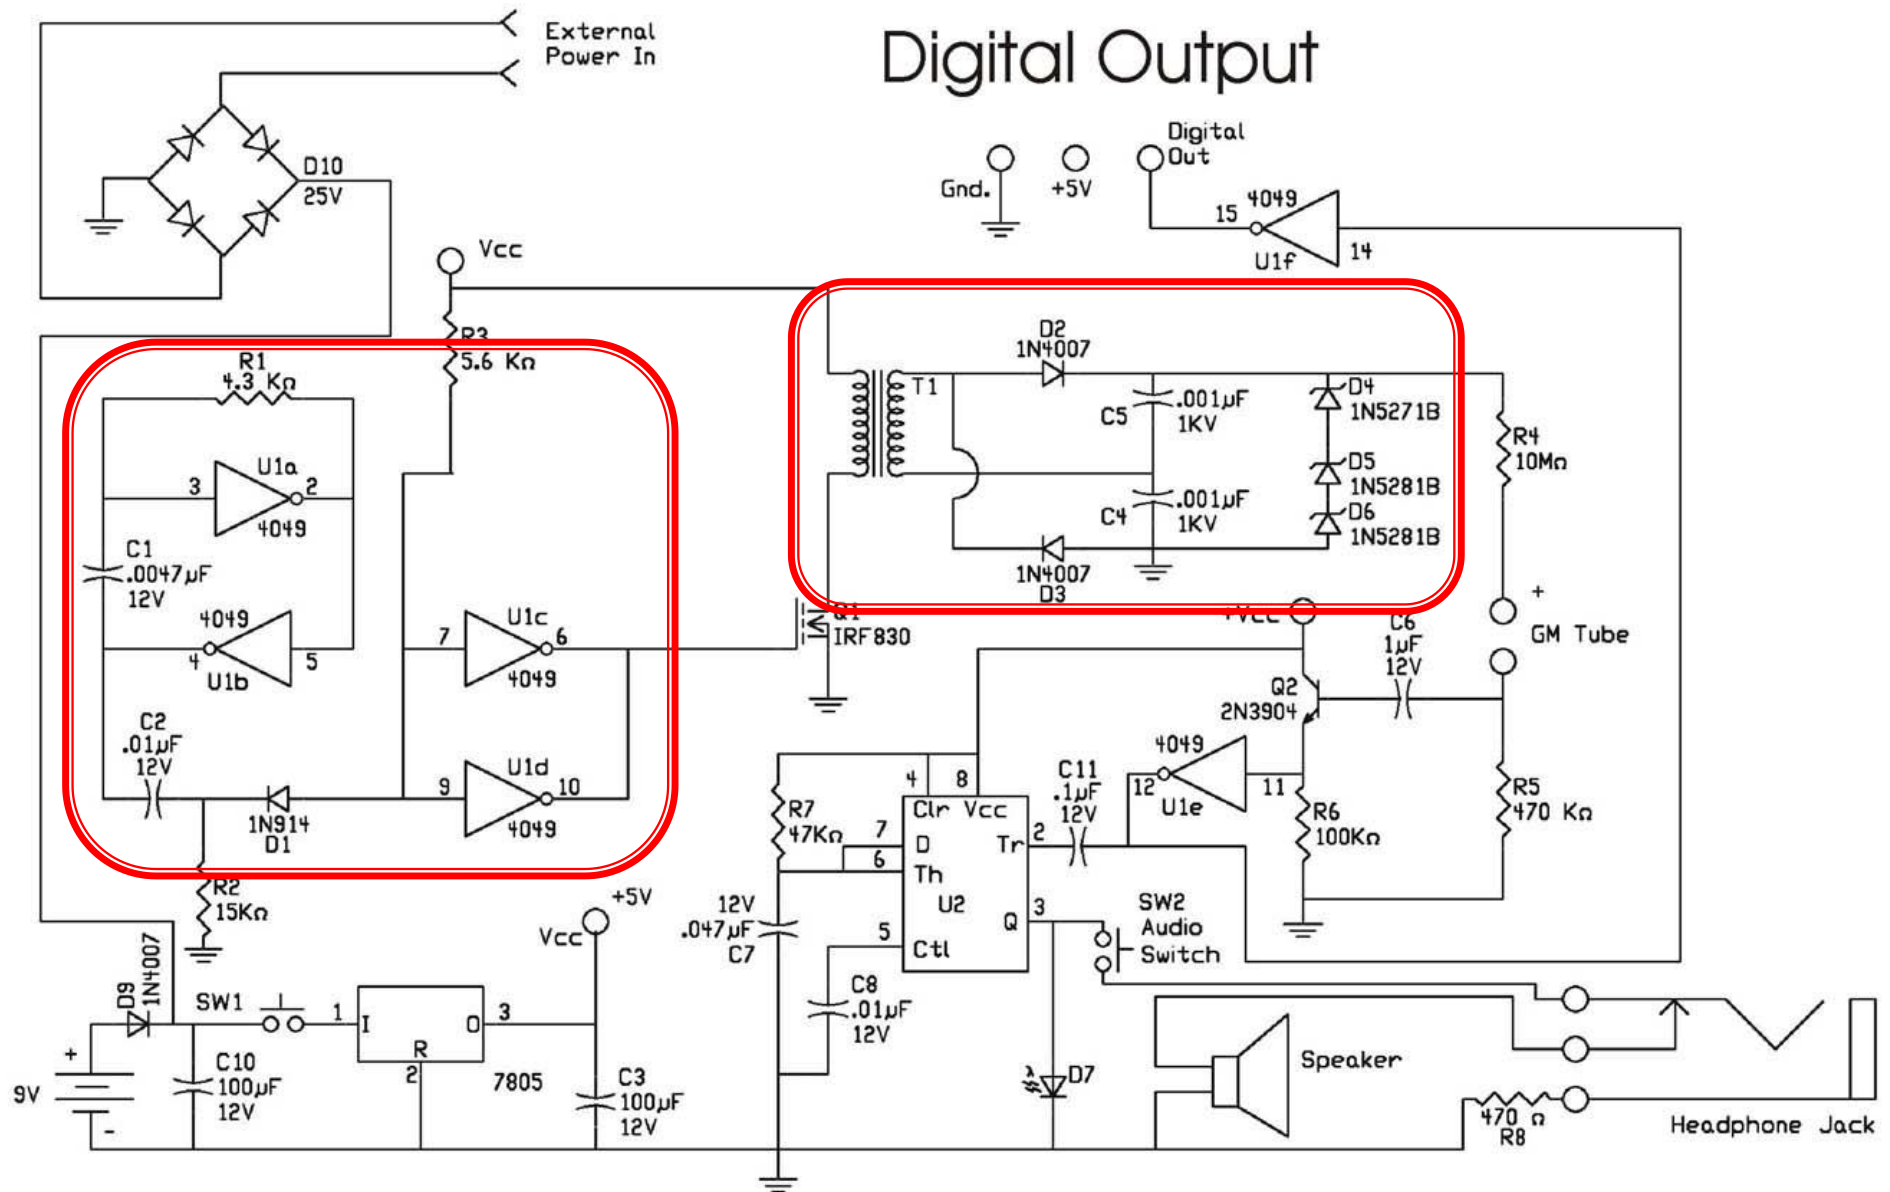 External
Power In
Digital Output
Digital
Out
Gnd.
+5V
4049
15
14
U1f
D10
25V
Vcc
R3
5.6 KΩ
R1
4.3 KΩ
U1a
3
2
4049
C1
.0047µF
12V
4049
4
5
U1b
U1c
7
6
4049
C2
.01µF
12V
1N914
D1
U1d
9
10
4049
R2
15KΩ
D2
1N4007
T1
C5
.001µF
1KV
C4
.001µF
1KV
1N4007
D3
D4
1N5271B
D5
1N5281B
D6
1N5281B
R4
10MΩ
+
GM Tube
Q1
IRF830
+Vcc
C6
1µF
12V
Q2
2N3904
4049
12
11
U1e
R6
100KΩ
R5
470 KΩ
C11
.1µF
12V
R7
47KΩ
4
8
Clr
Vcc
7
D
6
Th
Tr
2
U2
Q
3
5
Ctl
12V
.047µF
C7
C8
.01µF
12V
SW2
Audio
Switch
D7
Speaker
470 Ω
R8
Headphone Jack
+5V
Vcc
D9
1N4007
SW1
1
I
O
3
R
2
7805
+
9V
-
C10
100µF
12V
C3
100µF
12V